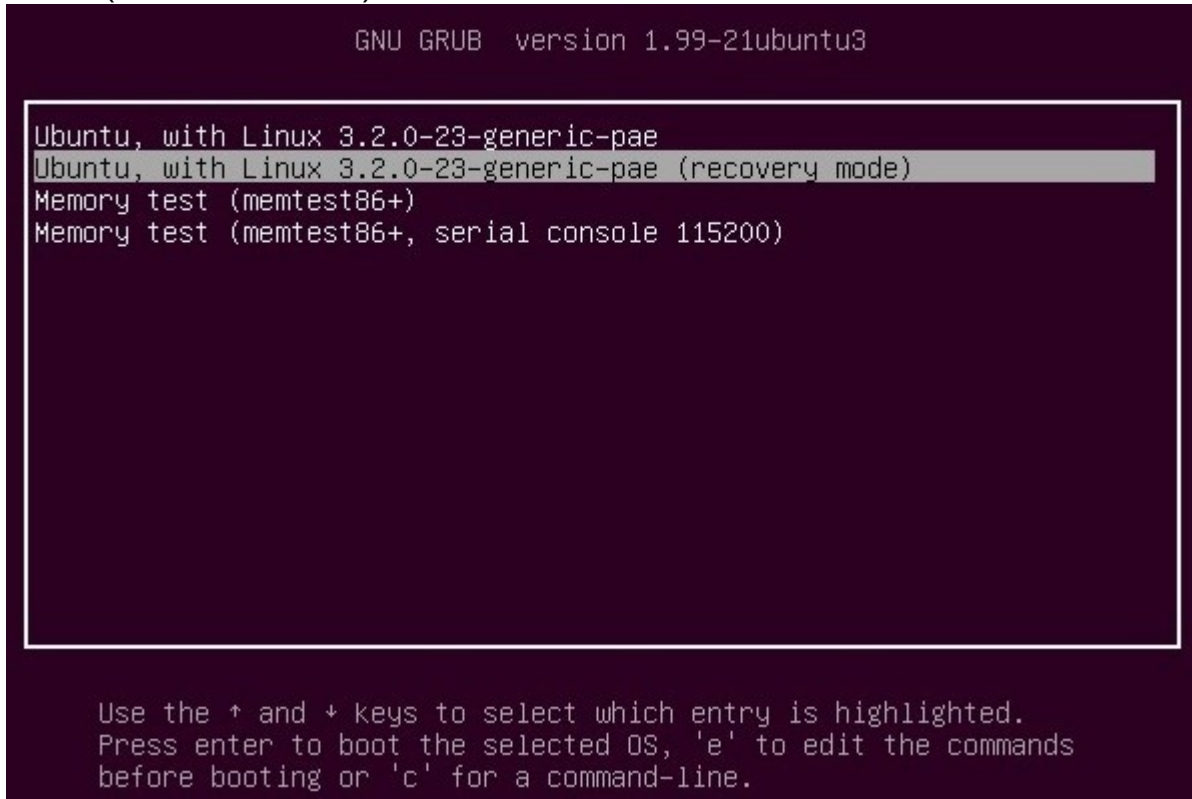 GNU GRUB version 1.99-21ubuntu3
Ubuntu, with Linux 3.2.0-23-generic-pae
Ubuntu, with Linux 3.2.0-23-generic-pae (recovery mode)
Memory test (memtest86+)
Memory test (memtest86+, serial console 115200)
Use the ↑ and ↓ keys to select which entry is highlighted.
Press enter to boot the selected OS, 'e' to edit the commands
before booting or 'c' for a command-line.